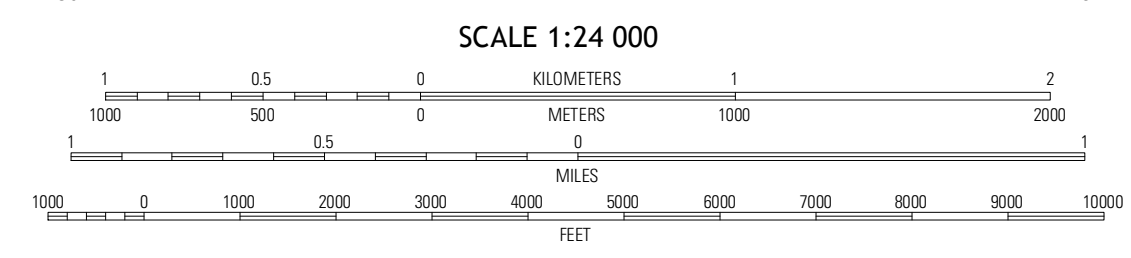 SCALE 1:24 000
1 0.5 0 KILOMETERS 1 2
1000 500 0 METERS 1000 2000
1 0.5 0 1
MILES
1000 0 1000 2000 3000 4000 5000 6000 7000 8000 9000 10000
FEET